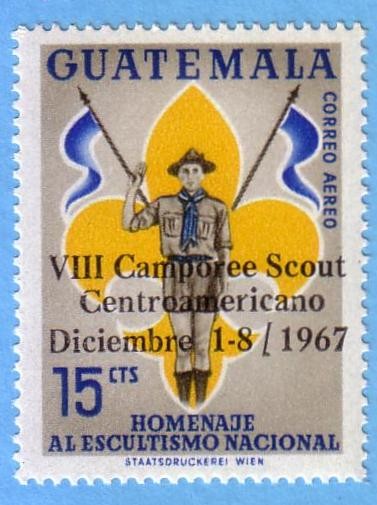 GUATEMALA
CORREO AEREO
VIII Camporee Scout
Centroamericano
Diciembre 1-8 / 1967
15 CTS
HOMENAJE
AL ESCULTISMO NACIONAL
STAATSDRUCKEREI WIEN